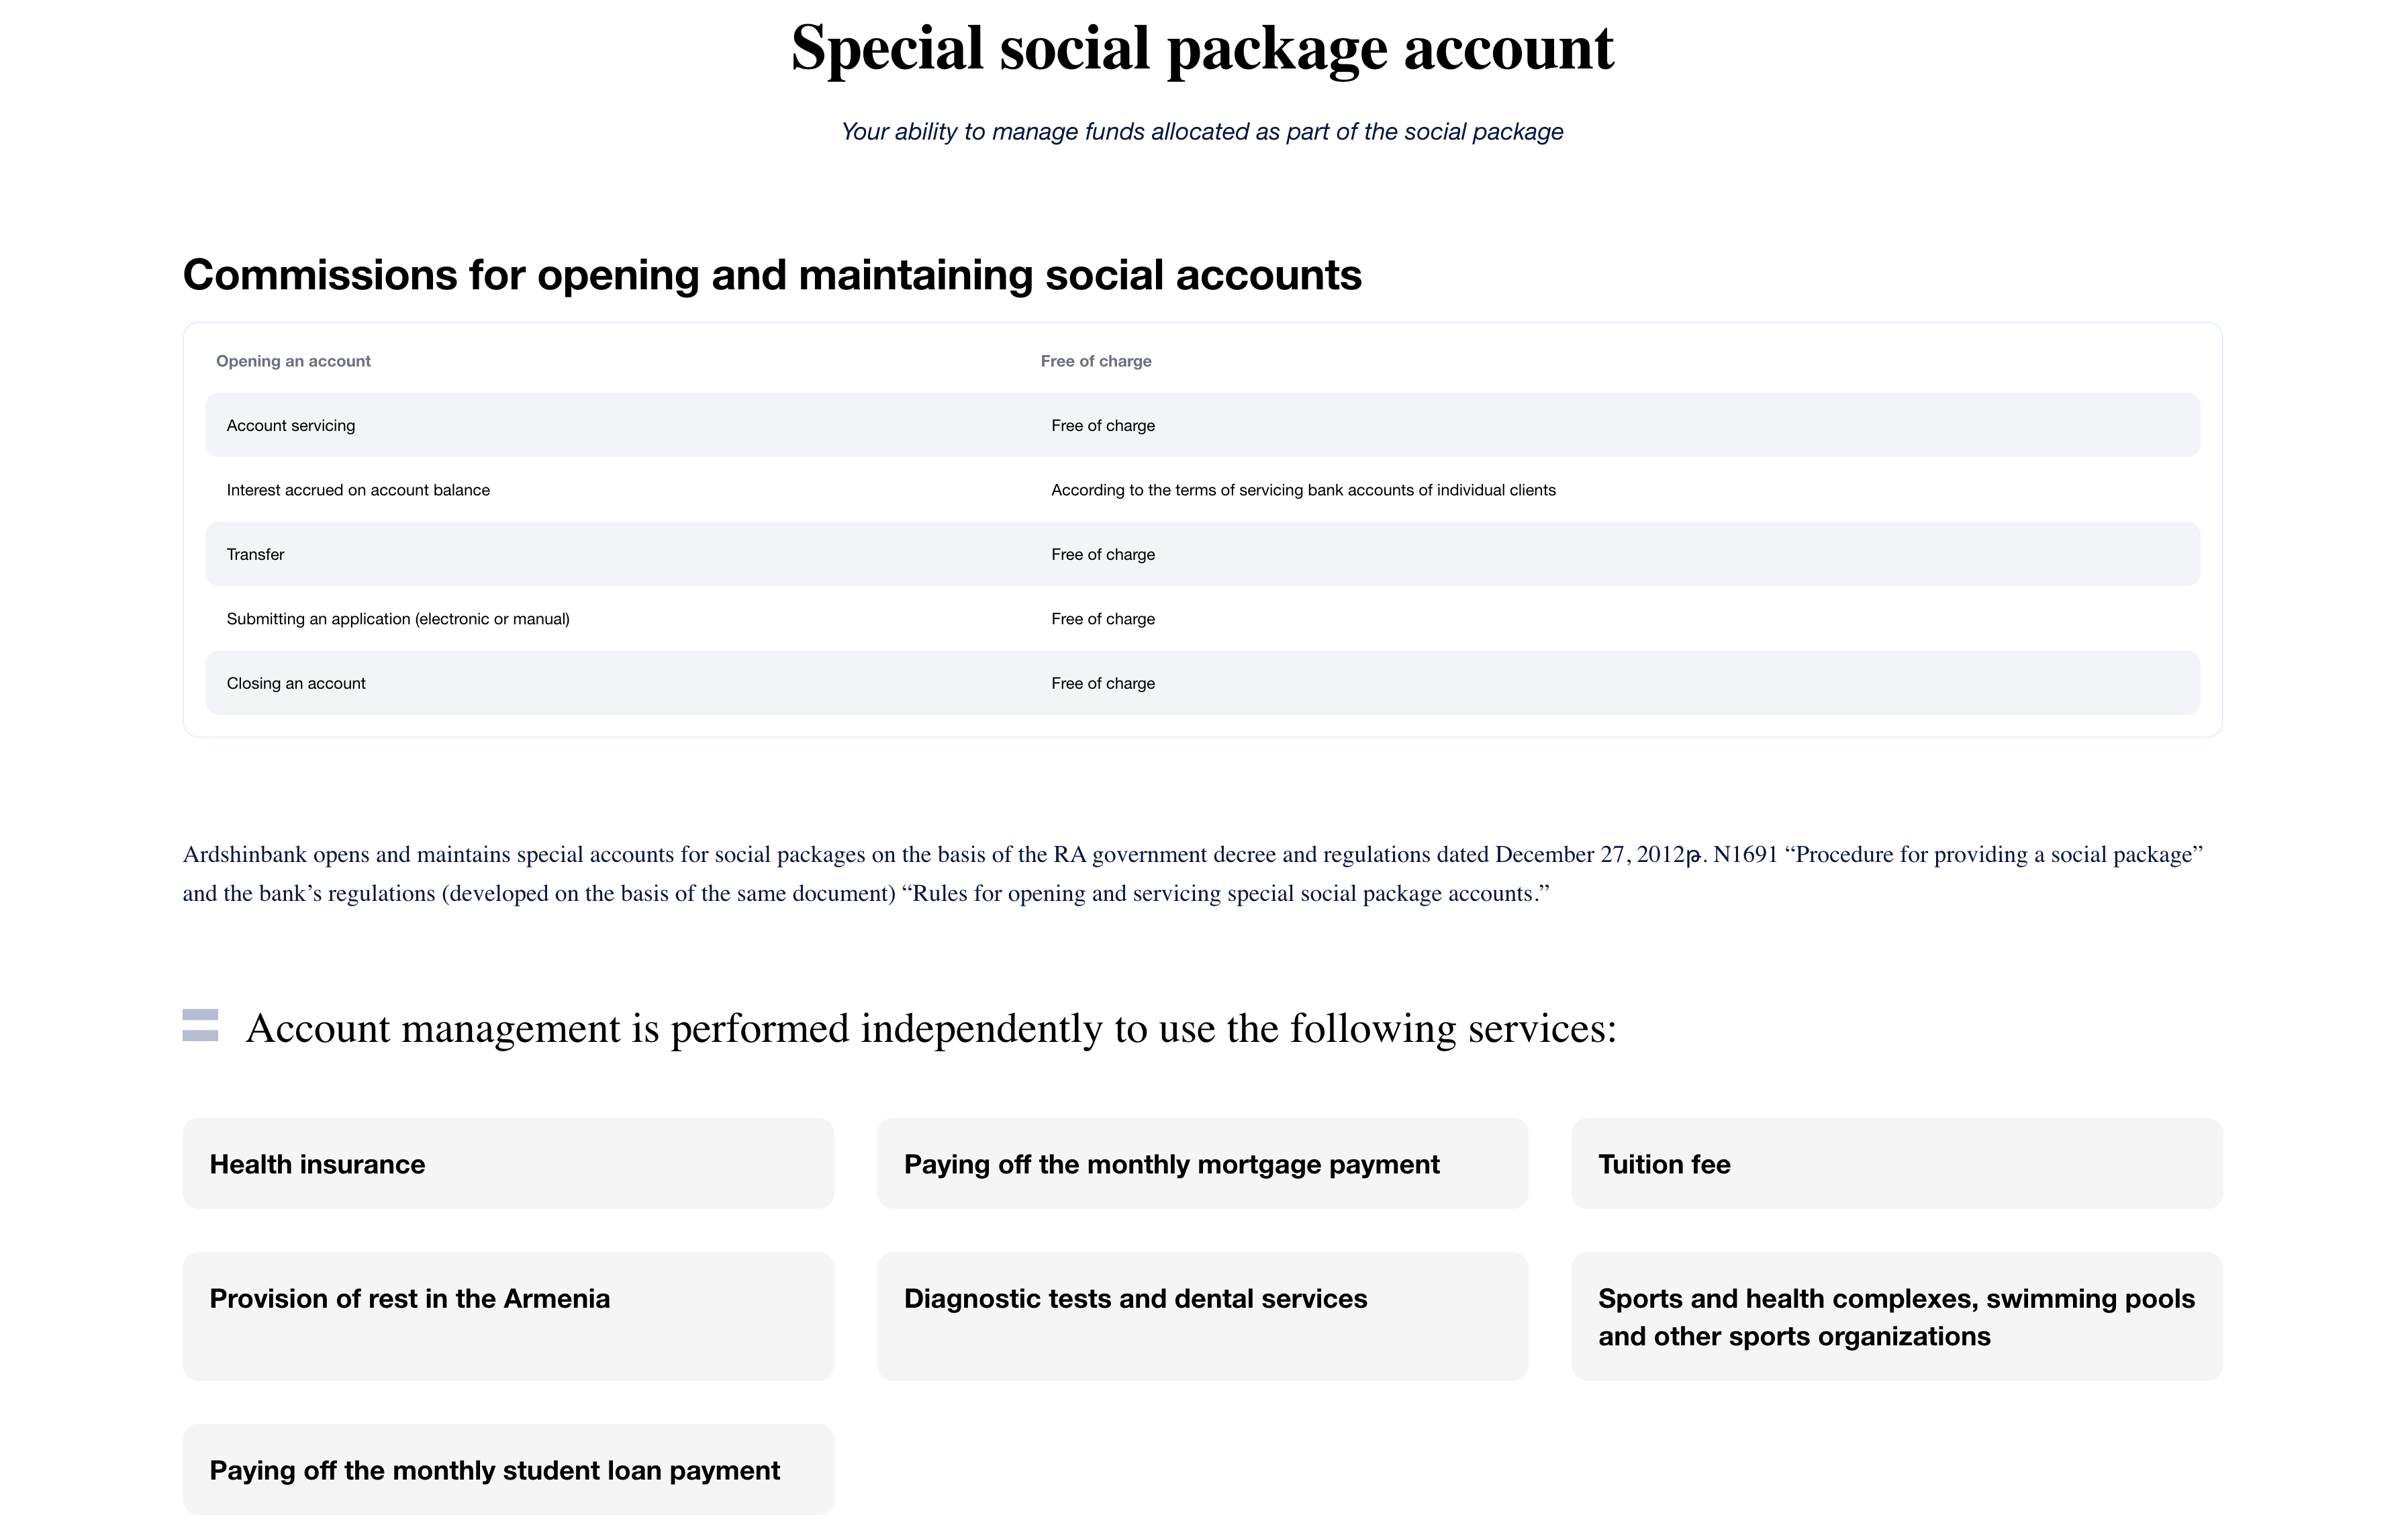 Special social package account
Your ability to manage funds allocated as part of the social package
Commissions for opening and maintaining social accounts
Opening an account Free of charge
Account servicing Free of charge
Interest accrued on account balance According to the terms of servicing bank accounts of individual clients
Transfer Free of charge
Submitting an application (electronic or manual) Free of charge
Closing an account Free of charge
Ardshinbank opens and maintains special accounts for social packages on the basis of the RA government decree and regulations dated December 27, 2012թ. N1691 “Procedure for providing a social package”
and the bank’s regulations (developed on the basis of the same document) “Rules for opening and servicing special social package accounts.”
Account management is performed independently to use the following services:
Health insurance
Paying off the monthly mortgage payment
Tuition fee
Provision of rest in the Armenia
Diagnostic tests and dental services
Sports and health complexes, swimming pools
and other sports organizations
Paying off the monthly student loan payment